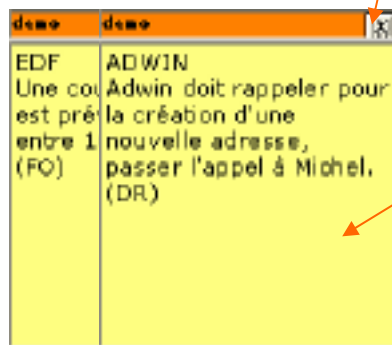 demo
EDF
Une cou
est pré
entre 1
(FO)
demo
ADWIN
Adwin doit rappeler pour
la création d'une
nouvelle adresse,
passer l'appel à Michel.
(DR)